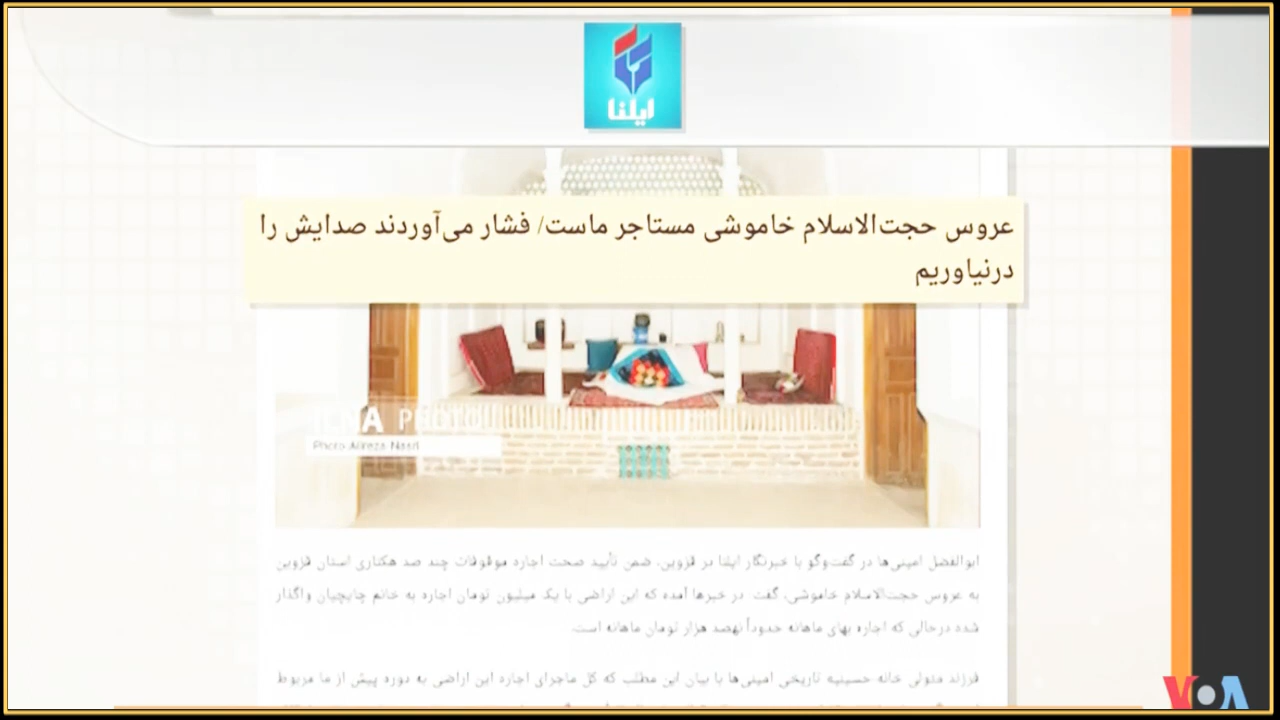 ایلنا
عروس حجت‌الاسلام خاموشی مستاجر ماست/ فشار می‌آوردند صدایش را
درنیاوریم
ILNA PHOTO
Photo: Alireza Nasri
ابوالفضل امینی‌ها در گفت‌وگو با خبرنگار ایلنا در قزوین، ضمن تأیید صحت اجاره موقوفات چند صد هکتاری استان قزوین
به عروس حجت‌الاسلام خاموشی، گفت: در خبرها آمده که این اراضی با یک میلیون تومان اجاره به خانم چایچیان واگذار
شده درحالی که اجاره بهای ماهانه حدوداً نهصد هزار تومان ماهانه است.
فرزند متولی خانه حسینیه تاریخی امینی‌ها با بیان این مطلب که کل ماجرای اجاره این اراضی به دوره پیش از ما مربوط
VOA